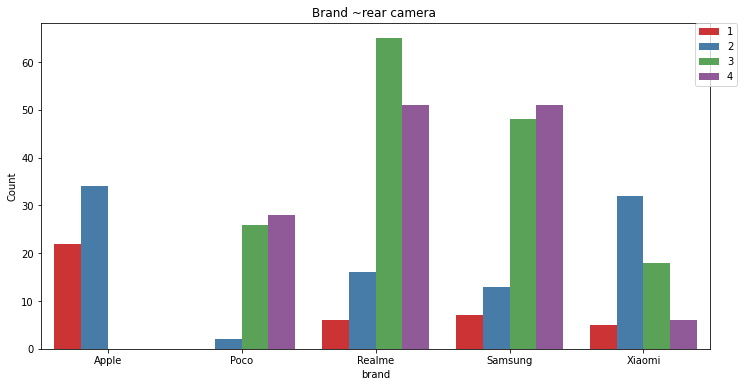 Brand ~rear camera
1
2
3
4
Count
60
50
40
30
20
10
0
Apple
Poco
Realme
Samsung
Xiaomi
brand